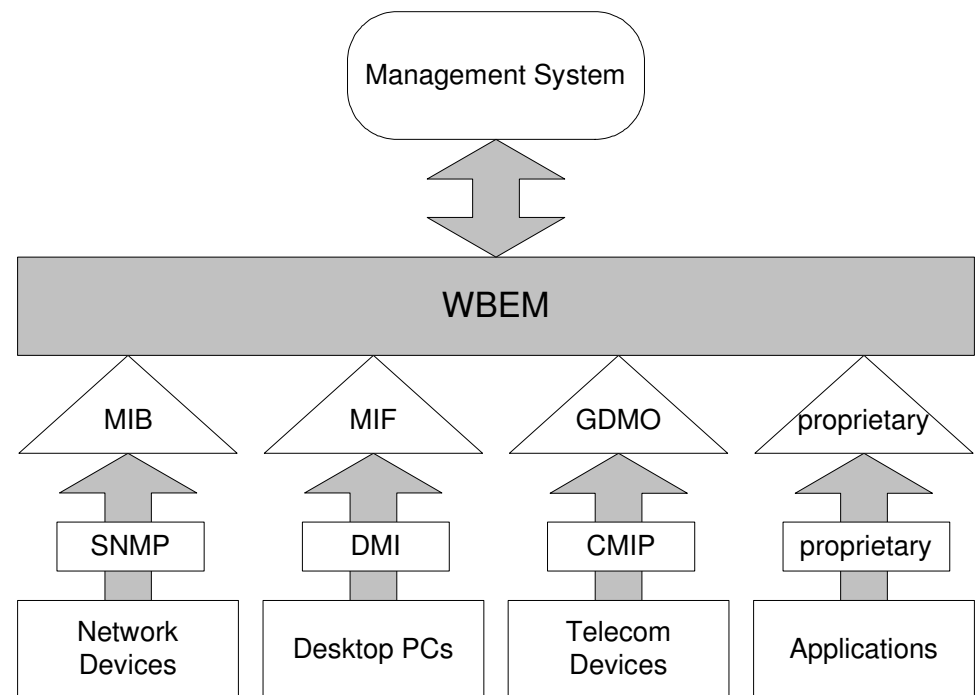 Management System
WBEM
MIB
MIF
GDMO
proprietary
SNMP
DMI
CMIP
proprietary
Network
Devices
Desktop PCs
Telecom
Devices
Applications